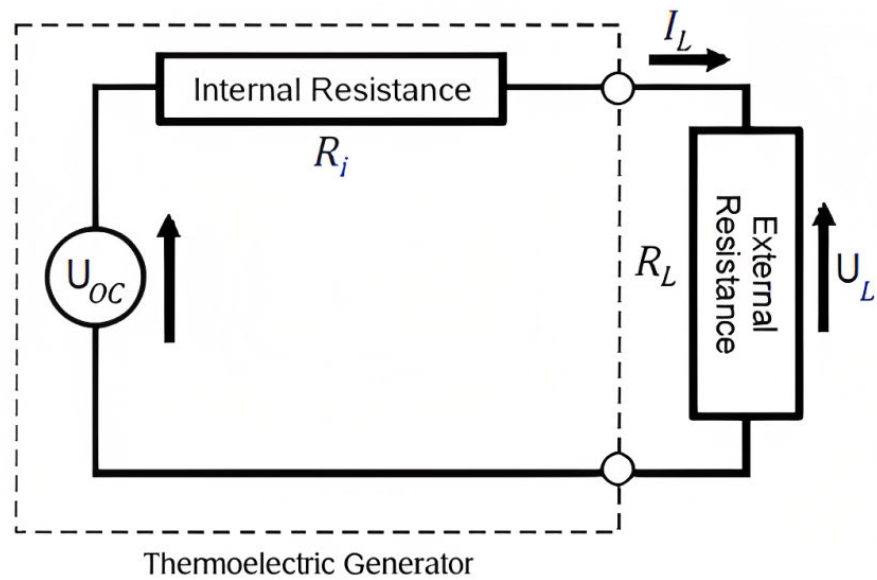 I_L
Internal Resistance
R_i
U_OC
R_L
External
Resistance
U_L
Thermoelectric Generator